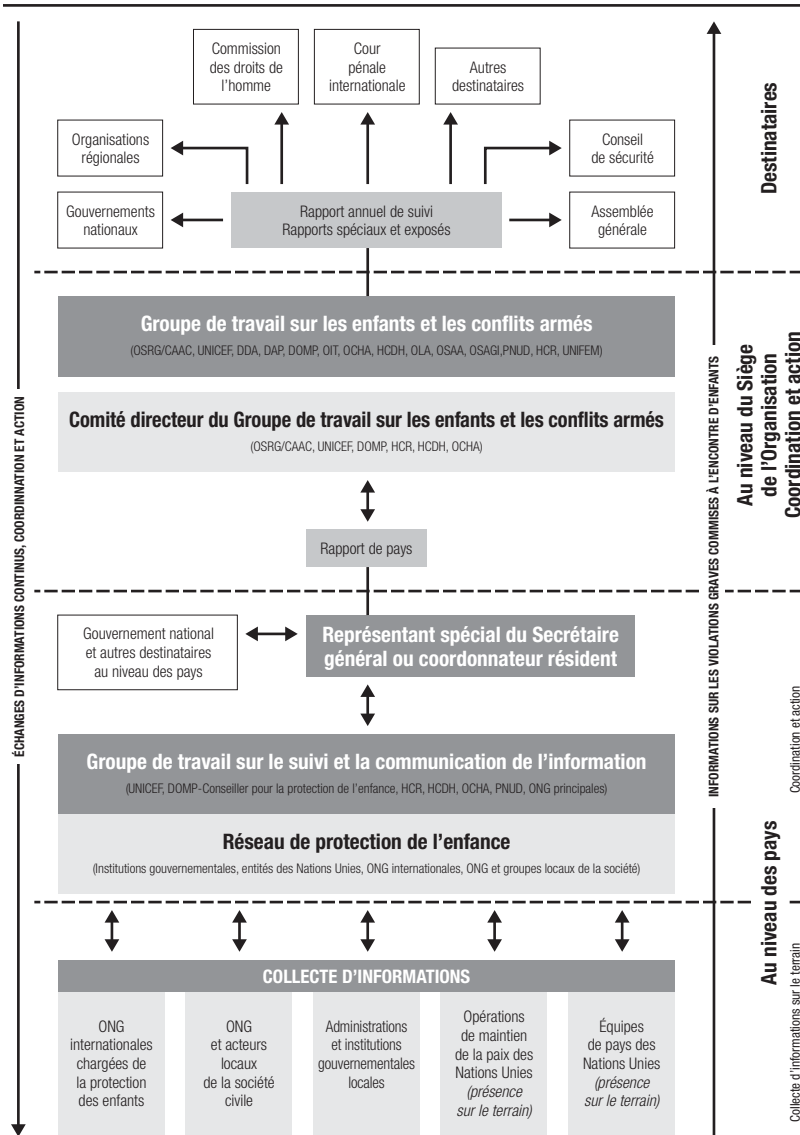 Commission
des droits de
l'homme
Cour
pénale
internationale
Autres
destinataires
Organisations
régionales
Conseil
de sécurité
Gouvernements
nationaux
Rapport annuel de suivi
Rapports spéciaux et exposés
Assemblée
générale
Destinataires
Groupe de travail sur les enfants et les conflits armés
(OSRG/CAAC, UNICEF, DDA, DAP, DOMP, OIT, OCHA, HCDH, OLA, OSAA, OSAGI,PNUD, HCR, UNIFEM)
Comité directeur du Groupe de travail sur les enfants et les conflits armés
(OSRG/CAAC, UNICEF, DOMP, HCR, HCDH, OCHA)
Rapport de pays
Au niveau du Siège
de l'Organisation
Coordination et action
ÉCHANGES D'INFORMATIONS CONTINUS, COORDINNATION ET ACTION
INFORMATIONS SUR LES VIOLATIONS GRAVES COMMISES À L'ENCONTRE D'ENFANTS
Gouvernement national
et autres destinataires
au niveau des pays
Représentant spécial du Secrétaire
général ou coordonnateur résident
Groupe de travail sur le suivi et la communication de l'information
(UNICEF, DOMP-Conseiller pour la protection de l'enfance, HCR, HCDH, OCHA, PNUD, ONG principales)
Réseau de protection de l'enfance
(Institutions gouvernementales, entités des Nations Unies, ONG internationales, ONG et groupes locaux de la société)
Au niveau des pays
Coordination et action
Collecte d'informations sur le terrain
COLLECTE D'INFORMATIONS
ONG
internationales
chargées de
la protection
des enfants
ONG
et acteurs
locaux
de la société
civile
Administrations
et institutions
gouvernementales
locales
Opérations
de maintien
de la paix des
Nations Unies
(présence
sur le terrain)
Équipes
de pays des
Nations Unies
(présence
sur le terrain)